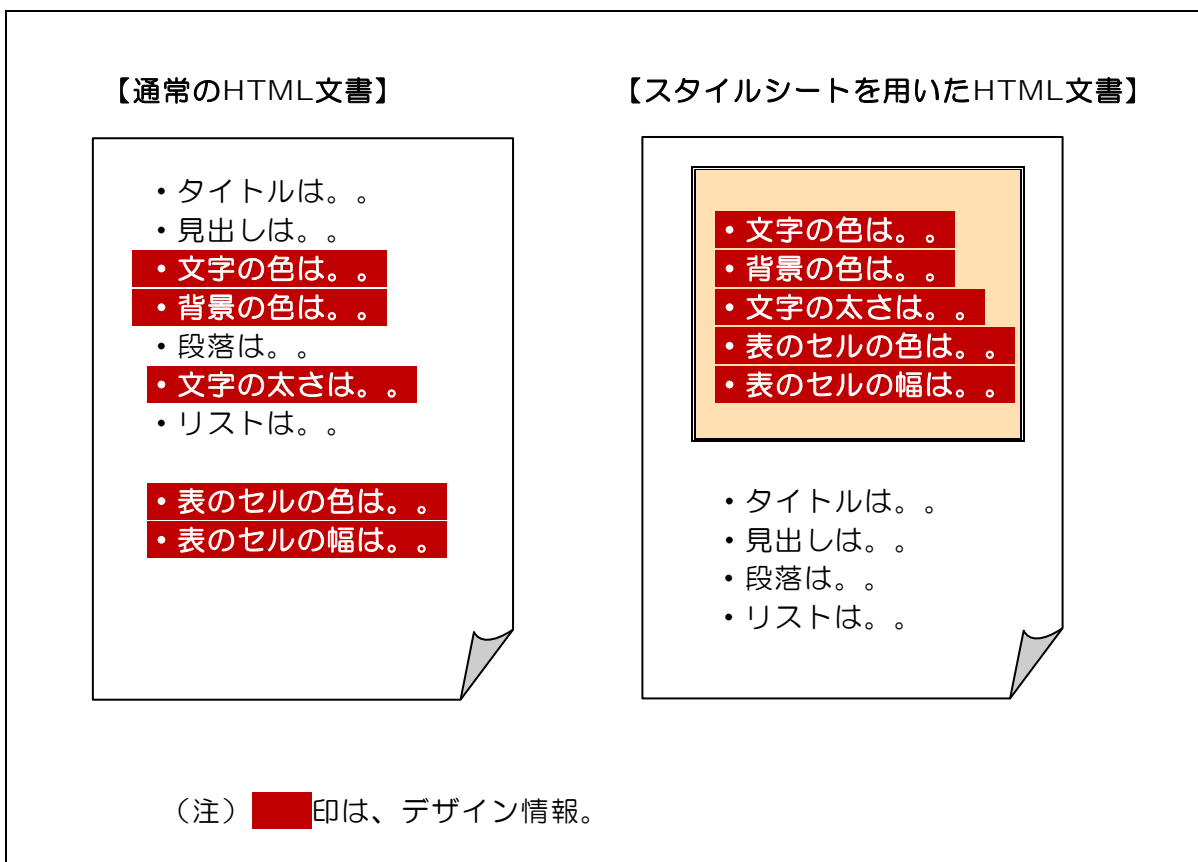 【通常のHTML文書】
・タイトルは。。
・見出しは。。
・文字の色は。。
・背景の色は。。
・段落は。。
・文字の太さは。。
・リストは。。
・表のセルの色は。。
・表のセルの幅は。。
【スタイルシートを用いたHTML文書】
・文字の色は。。
・背景の色は。。
・文字の太さは。。
・表のセルの色は。。
・表のセルの幅は。。
・タイトルは。。
・見出しは。。
・段落は。。
・リストは。。
（注） 印は、デザイン情報。